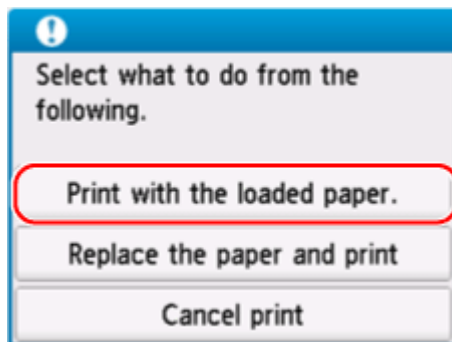 Select what to do from the
following.
Print with the loaded paper.
Replace the paper and print
Cancel print